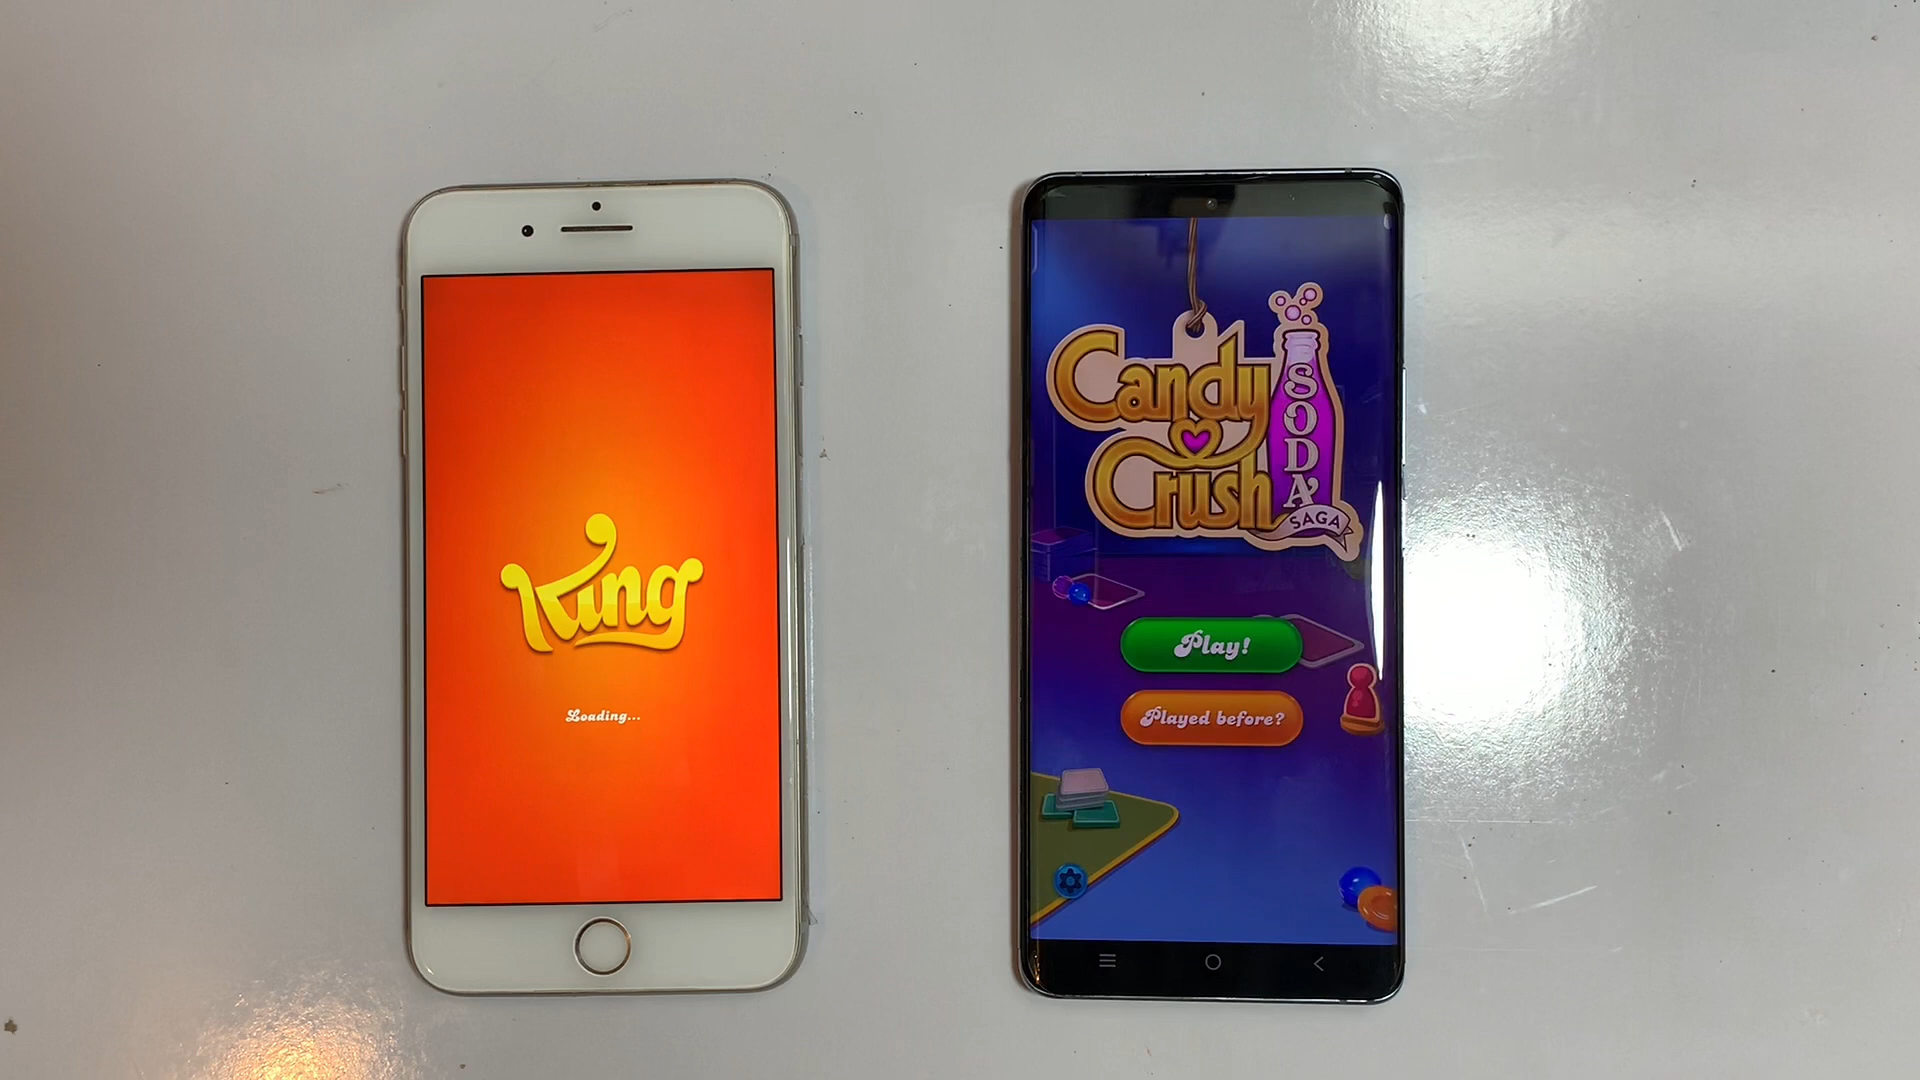 King
Loading...
Candy
Crush
SODA
SAGA
Play!
Played before?